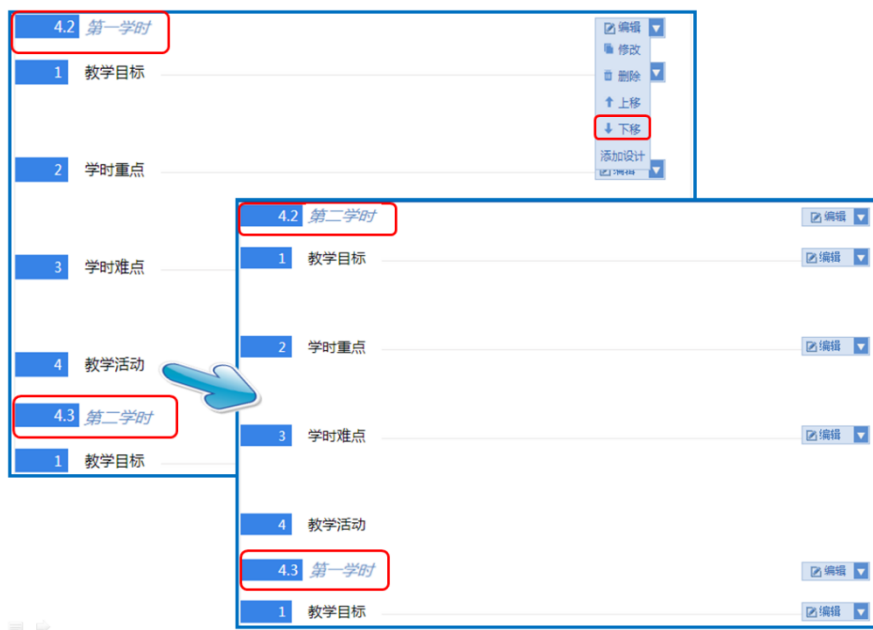 4.2 第一学时 编辑
修改
1 教学目标
删除
上移
下移
添加设计
2 学时重点 编辑
3 学时难点
4 教学活动
4.3 第二学时
1 教学目标
4.2 第二学时 编辑
1 教学目标 编辑
2 学时重点 编辑
3 学时难点 编辑
4 教学活动
4.3 第一学时 编辑
1 教学目标 编辑